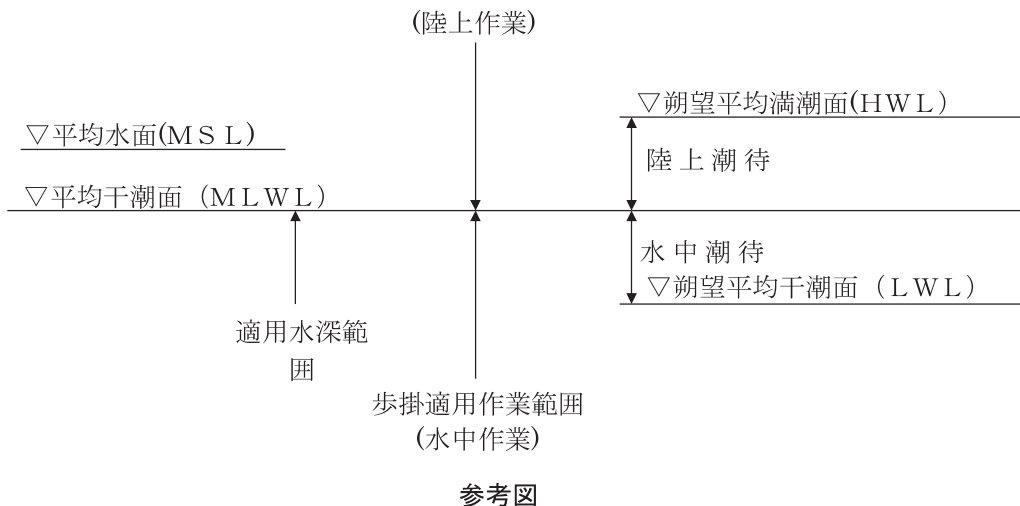 (陸上作業)
▽朔望平均満潮面(HWL)
▽平均水面(MSL)
陸上潮待
▽平均干潮面（MLWL）
水中潮待
▽朔望平均干潮面（LWL）
適用水深範
囲
歩掛適用作業範囲
(水中作業)
参考図